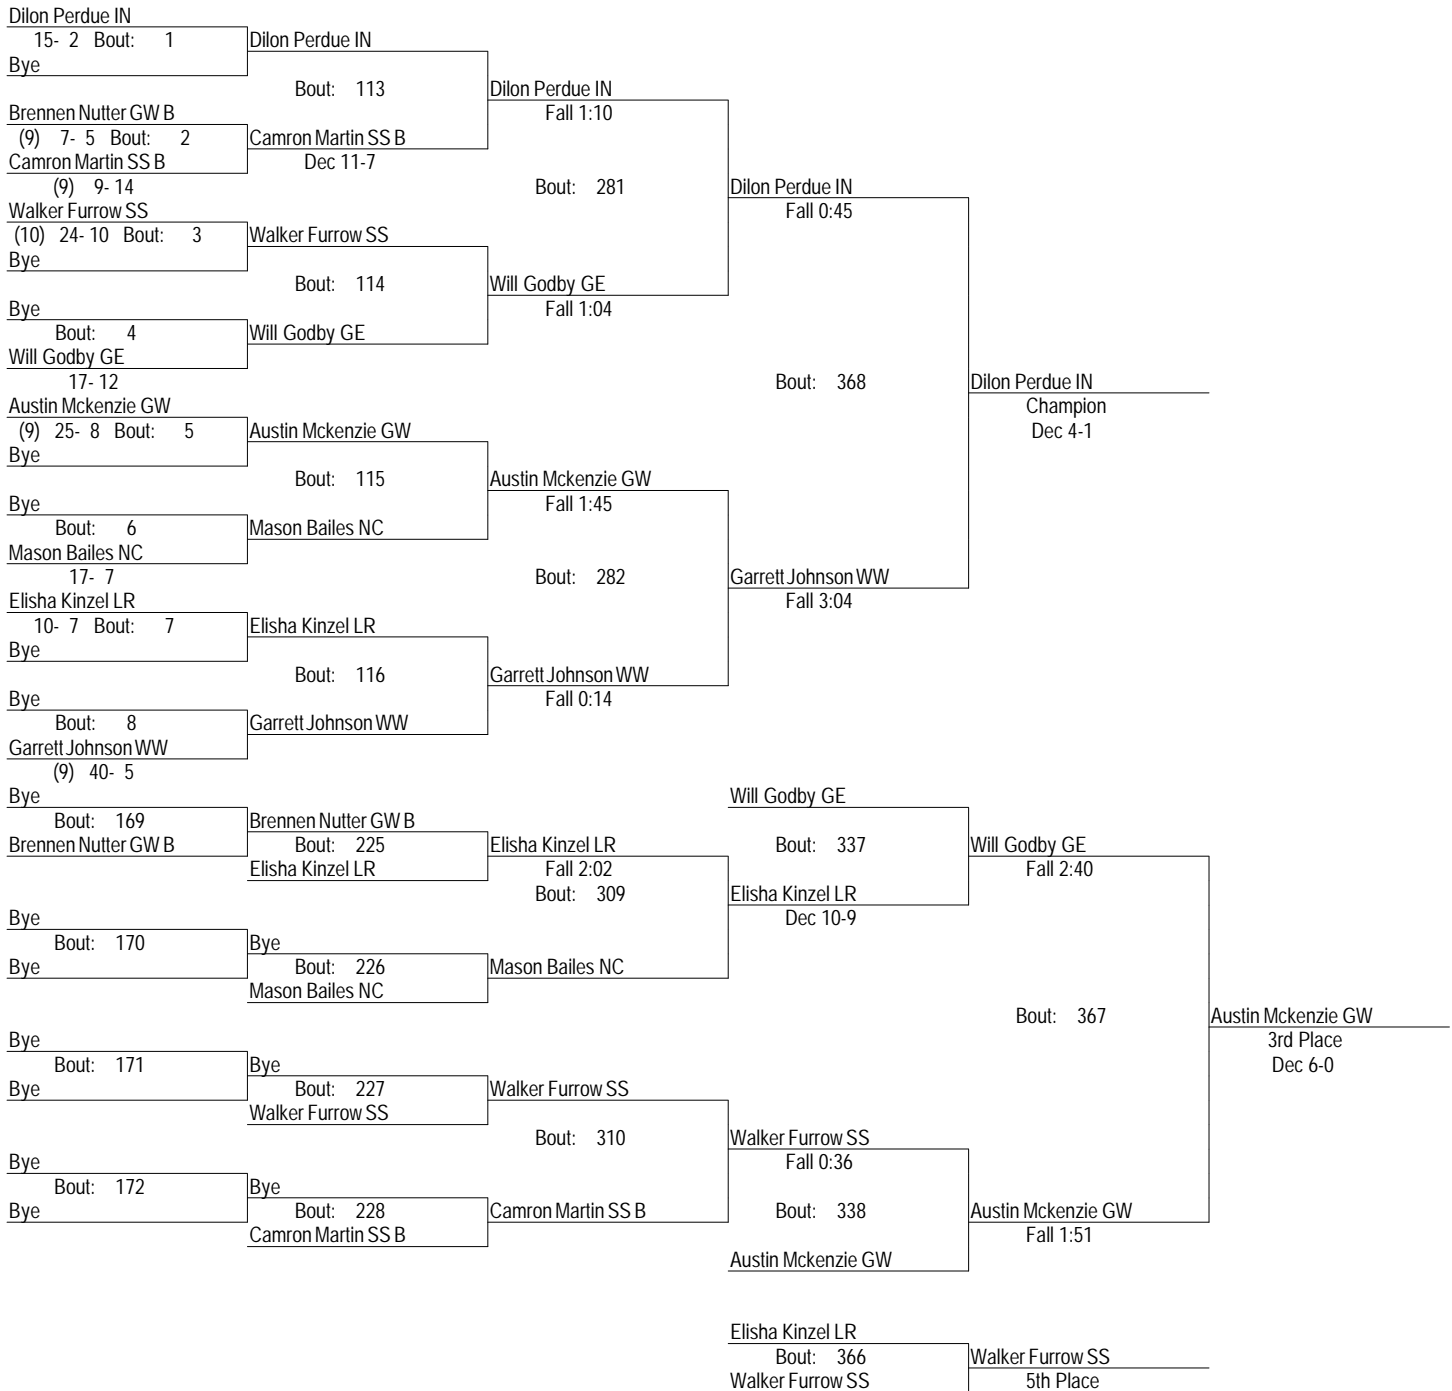 Dilon Perdue IN
15- 2 Bout: 1
Dilon Perdue IN
Bye
Bout: 113
Dilon Perdue IN
Brennen Nutter GW B
Fall 1:10
(9) 7- 5 Bout: 2
Camron Martin SS B
Camron Martin SS B
Dec 11-7
(9) 9- 14
Bout: 281
Dilon Perdue IN
Walker Furrow SS
Fall 0:45
(10) 24- 10 Bout: 3
Walker Furrow SS
Bye
Bout: 114
Will Godby GE
Bye
Fall 1:04
Bout: 4
Will Godby GE
Will Godby GE
17- 12
Bout: 368
Dilon Perdue IN
Austin Mckenzie GW
Champion
(9) 25- 8 Bout: 5
Austin Mckenzie GW
Dec 4-1
Bye
Bout: 115
Austin Mckenzie GW
Bye
Fall 1:45
Bout: 6
Mason Bailes NC
Mason Bailes NC
17- 7
Bout: 282
Garrett Johnson WW
Elisha Kinzel LR
Fall 3:04
10- 7 Bout: 7
Elisha Kinzel LR
Bye
Bout: 116
Garrett Johnson WW
Bye
Fall 0:14
Bout: 8
Garrett Johnson WW
Garrett Johnson WW
(9) 40- 5
Bye
Will Godby GE
Bout: 169
Brennen Nutter GW B
Brennen Nutter GW B
Bout: 225
Elisha Kinzel LR
Bout: 337
Will Godby GE
Elisha Kinzel LR
Fall 2:02
Fall 2:40
Bout: 309
Elisha Kinzel LR
Bye
Dec 10-9
Bout: 170
Bye
Bye
Bout: 226
Mason Bailes NC
Mason Bailes NC
Bout: 367
Austin Mckenzie GW
Bye
3rd Place
Bout: 171
Bye
Dec 6-0
Bye
Bout: 227
Walker Furrow SS
Walker Furrow SS
Bout: 310
Walker Furrow SS
Bye
Fall 0:36
Bout: 172
Bye
Bye
Bout: 228
Camron Martin SS B
Bout: 338
Austin Mckenzie GW
Camron Martin SS B
Fall 1:51
Austin Mckenzie GW
Elisha Kinzel LR
Bout: 366
Walker Furrow SS
Walker Furrow SS
5th Place